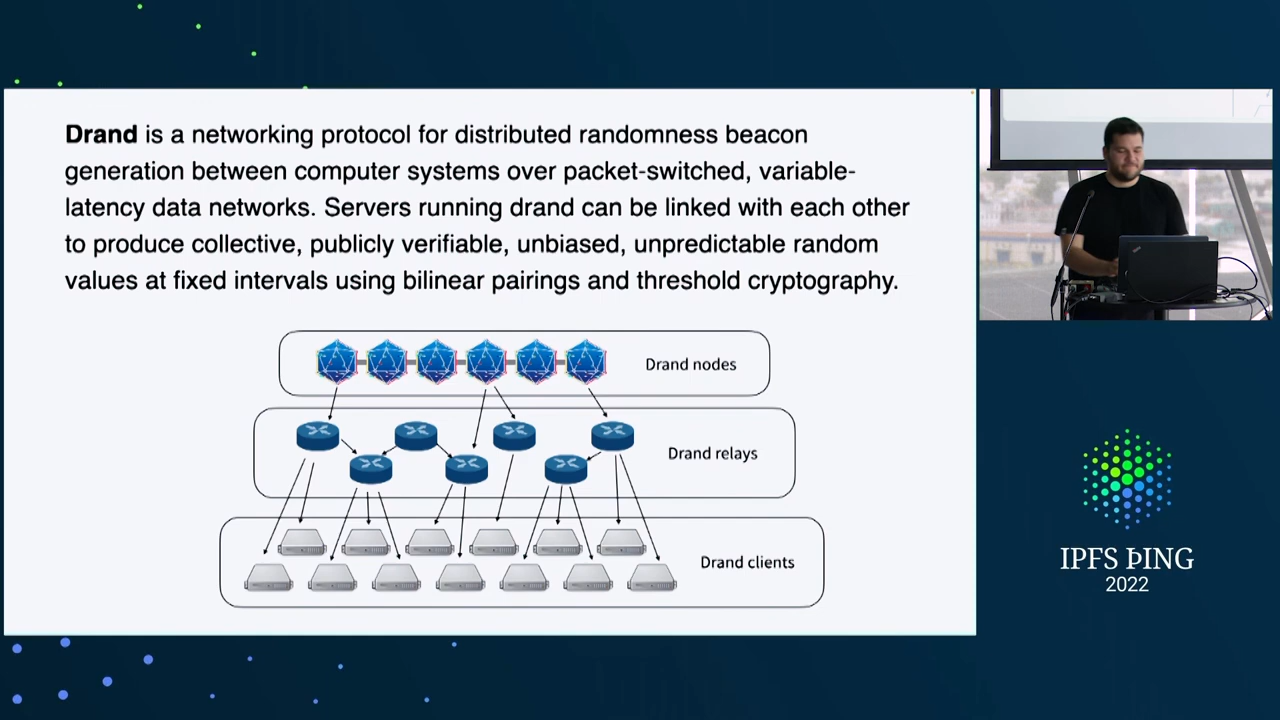 Drand is a networking protocol for distributed randomness beacon
generation between computer systems over packet-switched, variable-
latency data networks. Servers running drand can be linked with each other
to produce collective, publicly verifiable, unbiased, unpredictable random
values at fixed intervals using bilinear pairings and threshold cryptography.
Drand nodes
Drand relays
Drand clients
IPFS ÞING
2022